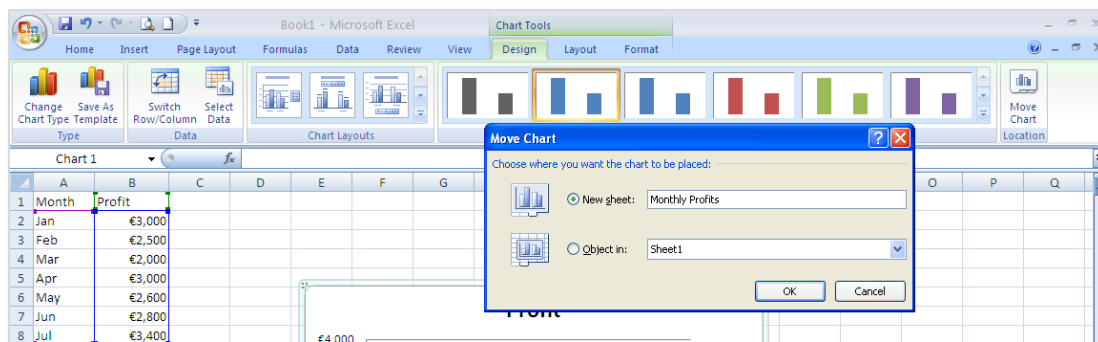 Book1 - Microsoft Excel
Chart Tools
Home Insert Page Layout Formulas Data Review View Design Layout Format
Change Chart Type
Save As Template
Switch Row/Column
Select Data
Move Chart
Type
Data
Chart Layouts
Location
Chart 1
fx
A B C D E F G O P Q
1 Month Profit
2 Jan €3,000
3 Feb €2,500
4 Mar €2,000
5 Apr €3,000
6 May €2,600
7 Jun €2,800
8 Jul €3,400
Move Chart
Choose where you want the chart to be placed:
New sheet: Monthly Profits
Object in: Sheet1
OK Cancel
Profit
€4,000